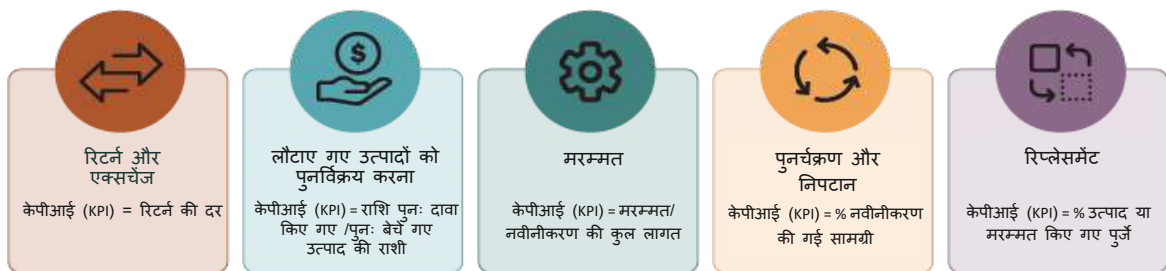 रिटर्न और
एक्सचेंज
केपीआई (KPI) = रिटर्न की दर
$
लौटाए गए उत्पादों को
पुनर्विक्रय करना
केपीआई (KPI) = राशि पुनः दावा
किए गए /पुनः बेचे गए
उत्पाद की राशी
मरम्मत
केपीआई (KPI) = मरम्मत/
नवीनीकरण की कुल लागत
पुनर्चक्रण और
निपटान
केपीआई (KPI) = % नवीनीकरण
की गई सामग्री
रिप्लेसमेंट
केपीआई (KPI) = % उत्पाद या
मरम्मत किए गए पुर्जे